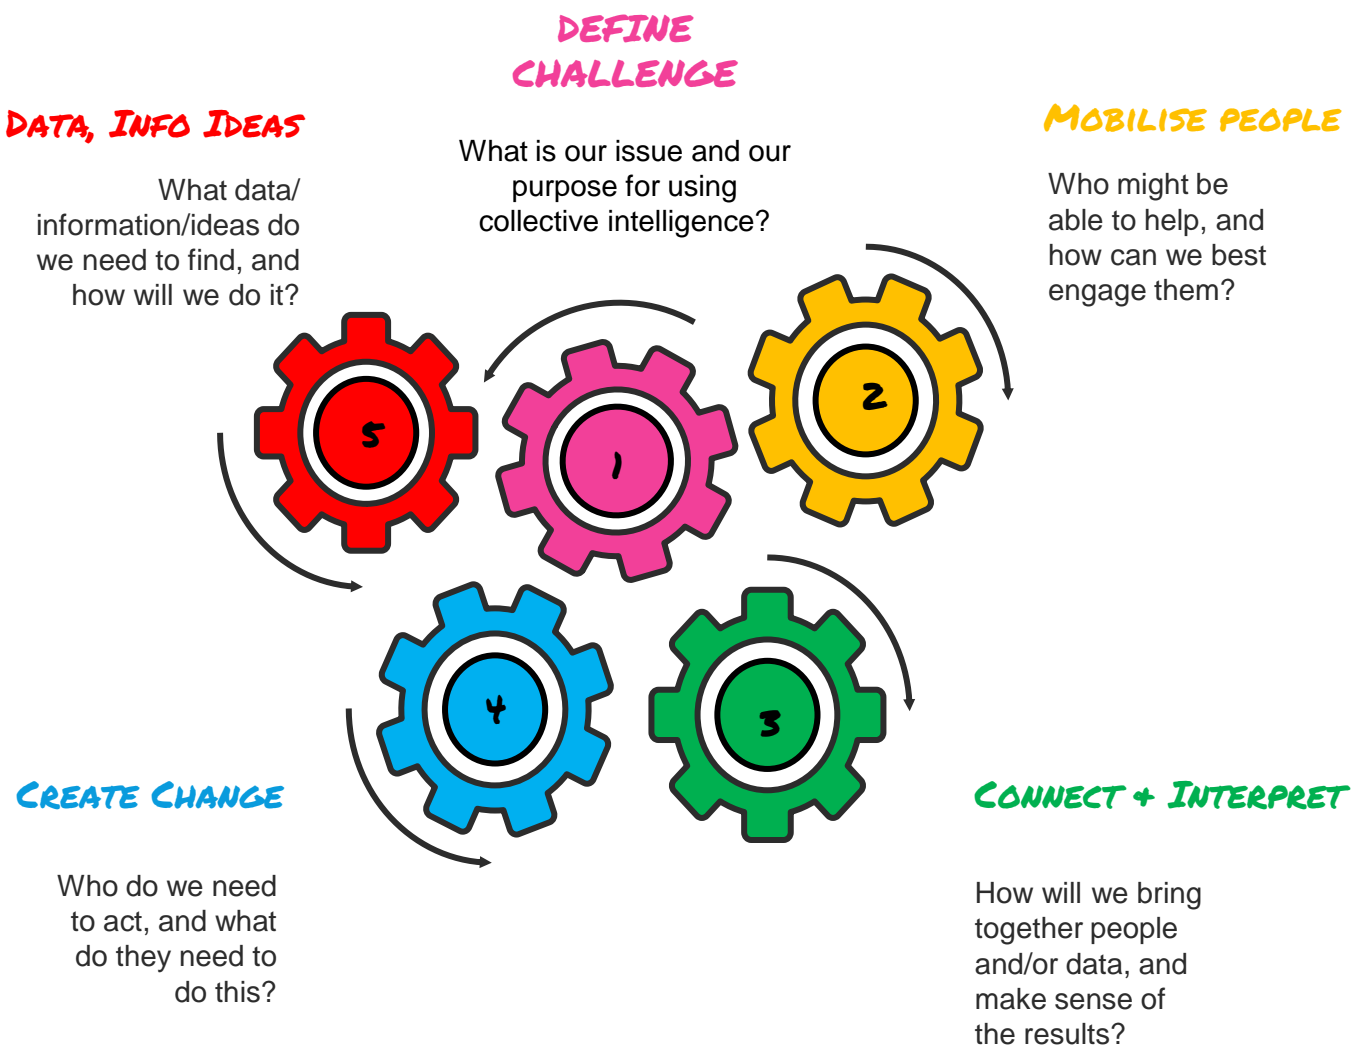 DEFINE
CHALLENGE
What is our issue and our
purpose for using
collective intelligence?
DATA, INFO IDEAS
What data/
information/ideas do
we need to find, and
how will we do it?
MOBILISE PEOPLE
Who might be
able to help, and
how can we best
engage them?
5
1
2
4
3
CREATE CHANGE
Who do we need
to act, and what
do they need to
do this?
CONNECT + INTERPRET
How will we bring
together people
and/or data, and
make sense of
the results?